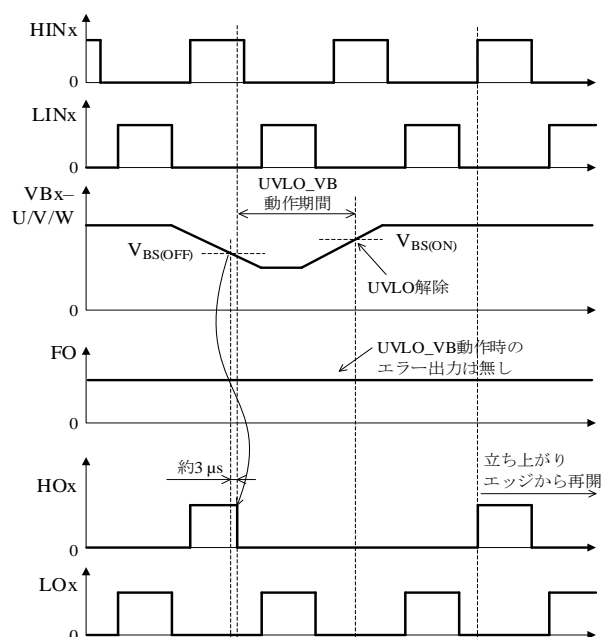 HINx
0
LINx
0
VBx–
U/V/W
UVLO_VB
動作期間
VBS(OFF)
VBS(ON)
UVLO解除
0
FO
UVLO_VB動作時の
エラー出力は無し
0
約3 µs
立ち上がり
エッジから再開
HOx
0
LOx
0